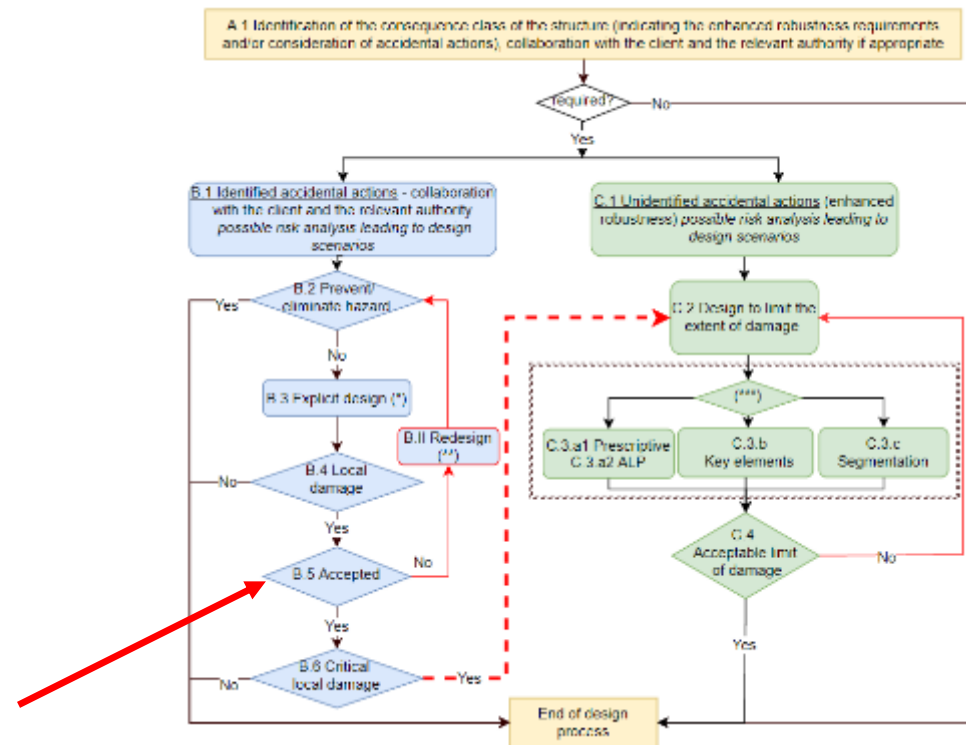 A.1 Identification of the consequence class of the structure (indicating the enhanced robustness requirements
and/or consideration of accidental actions), collaboration with the client and the relevant authority if appropriate
required?
No
Yes
B.1 Identified accidental actions - collaboration
with the client and the relevant authority
possible risk analysis leading to design
scenarios
C.1 Unidentified accidental actions (enhanced
robustness) possible risk analysis leading to
design scenarios
B.2 Prevent/
eliminate hazard
Yes
No
C.2 Design to limit the
extent of damage
B.3 Explicit design (*)
(***)
B.II Redesign
(**)
C.3.a1 Prescriptive
C.3.a2 ALP
C.3.b
Key elements
C.3.c
Segmentation
B.4 Local
damage
No
Yes
C.4
Acceptable limit
of damage
No
B.5 Accepted
No
Yes
Yes
B.6 Critical
local damage
No
Yes
End of design
process